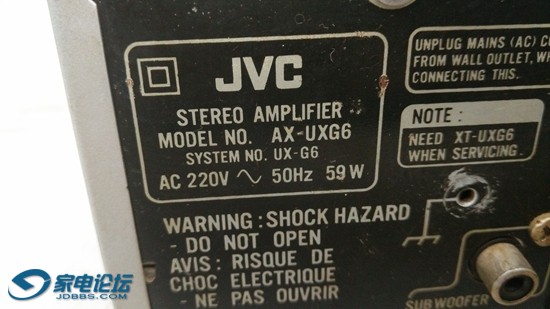 JVC
STEREO AMPLIFIER
MODEL NO. AX-UXG6
SYSTEM NO. UX-G6
AC 220V ∿ 50Hz 59W
UNPLUG MAINS (AC)
FROM WALL OUTLET,
CONNECTING THIS.
NOTE :
NEED XT-UXG6
WHEN SERVICING.
WARNING : SHOCK HAZARD
- DO NOT OPEN
AVIS : RISQUE DE
CHOC ELECTRIQUE
- NE PAS OUVRIR
SUBWOOFER
家电论坛
JDBBS.COM